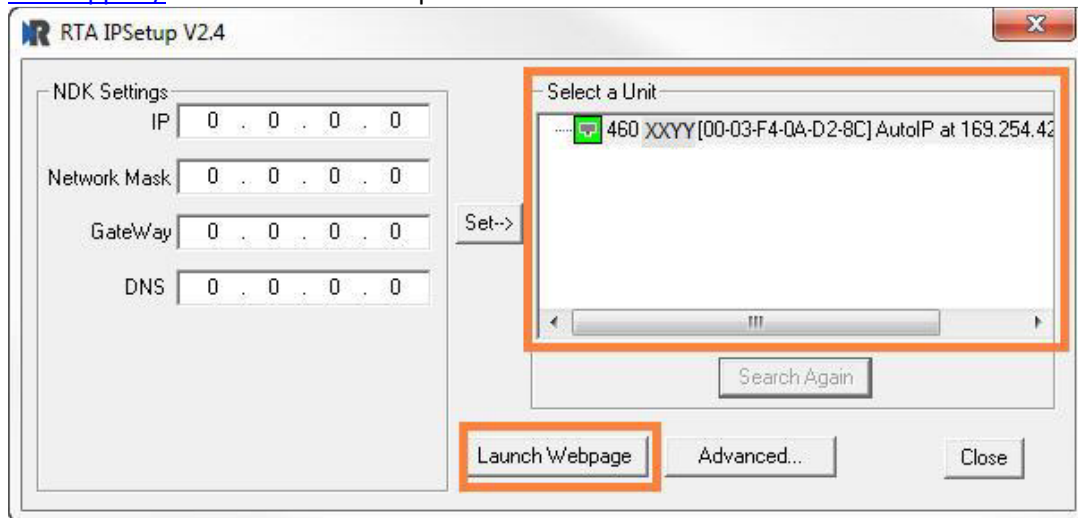 RTA IPSetup V2.4
NDK Settings
IP 0 . 0 . 0 . 0
Network Mask 0 . 0 . 0 . 0
GateWay 0 . 0 . 0 . 0
DNS 0 . 0 . 0 . 0
Set-->
Select a Unit
460 XXYY [00-03-F4-0A-D2-8C] AutoIP at 169.254.42
Search Again
Launch Webpage
Advanced...
Close